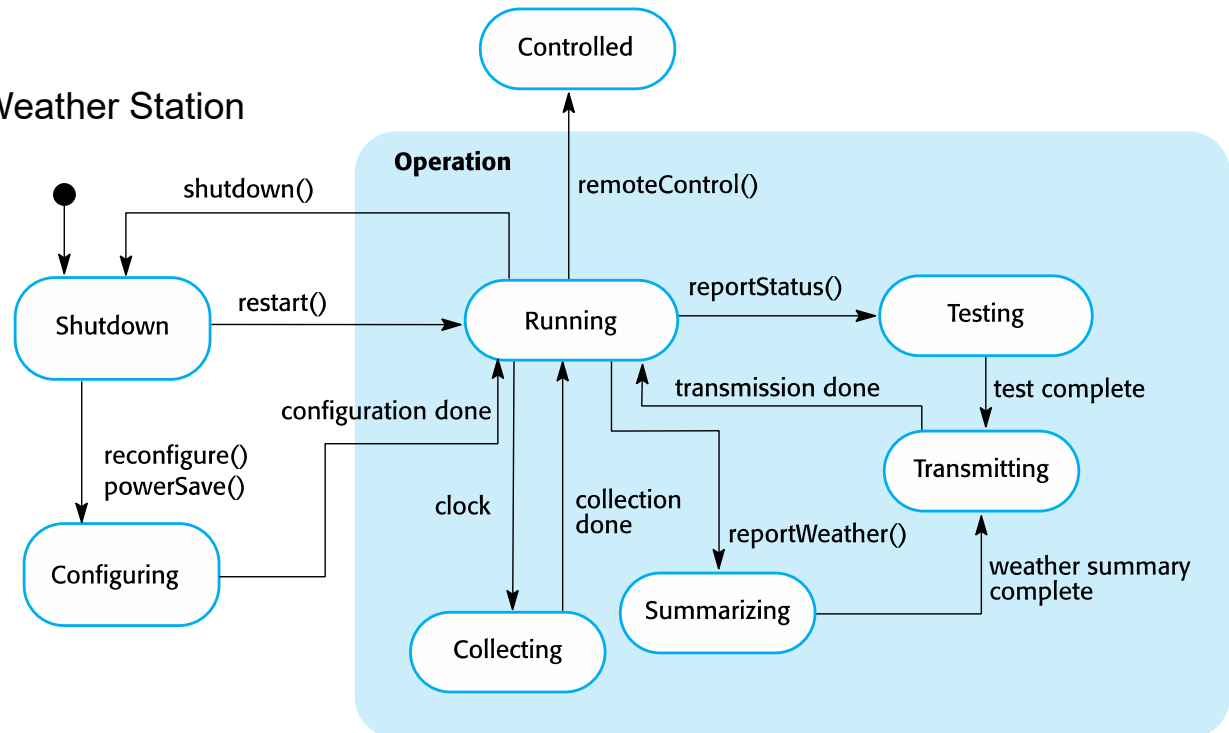 Controlled
Weather Station
Operation
shutdown()
remoteControl()
restart()
reportStatus()
Shutdown
Running
Testing
configuration done
transmission done
test complete
reconfigure()
powerSave()
Transmitting
clock
collection
done
reportWeather()
Configuring
weather summary
complete
Summarizing
Collecting